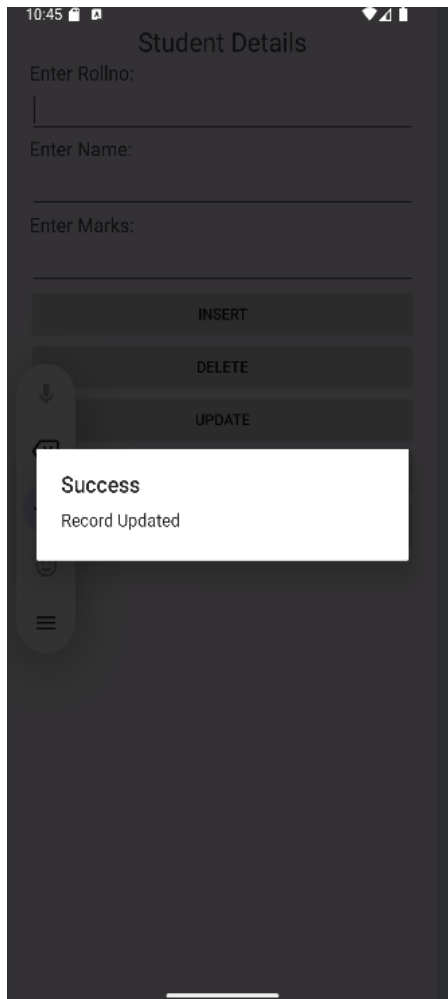 10:45
Student Details
Enter Rollno:
Enter Name:
Enter Marks:
INSERT
DELETE
UPDATE
Success
Record Updated